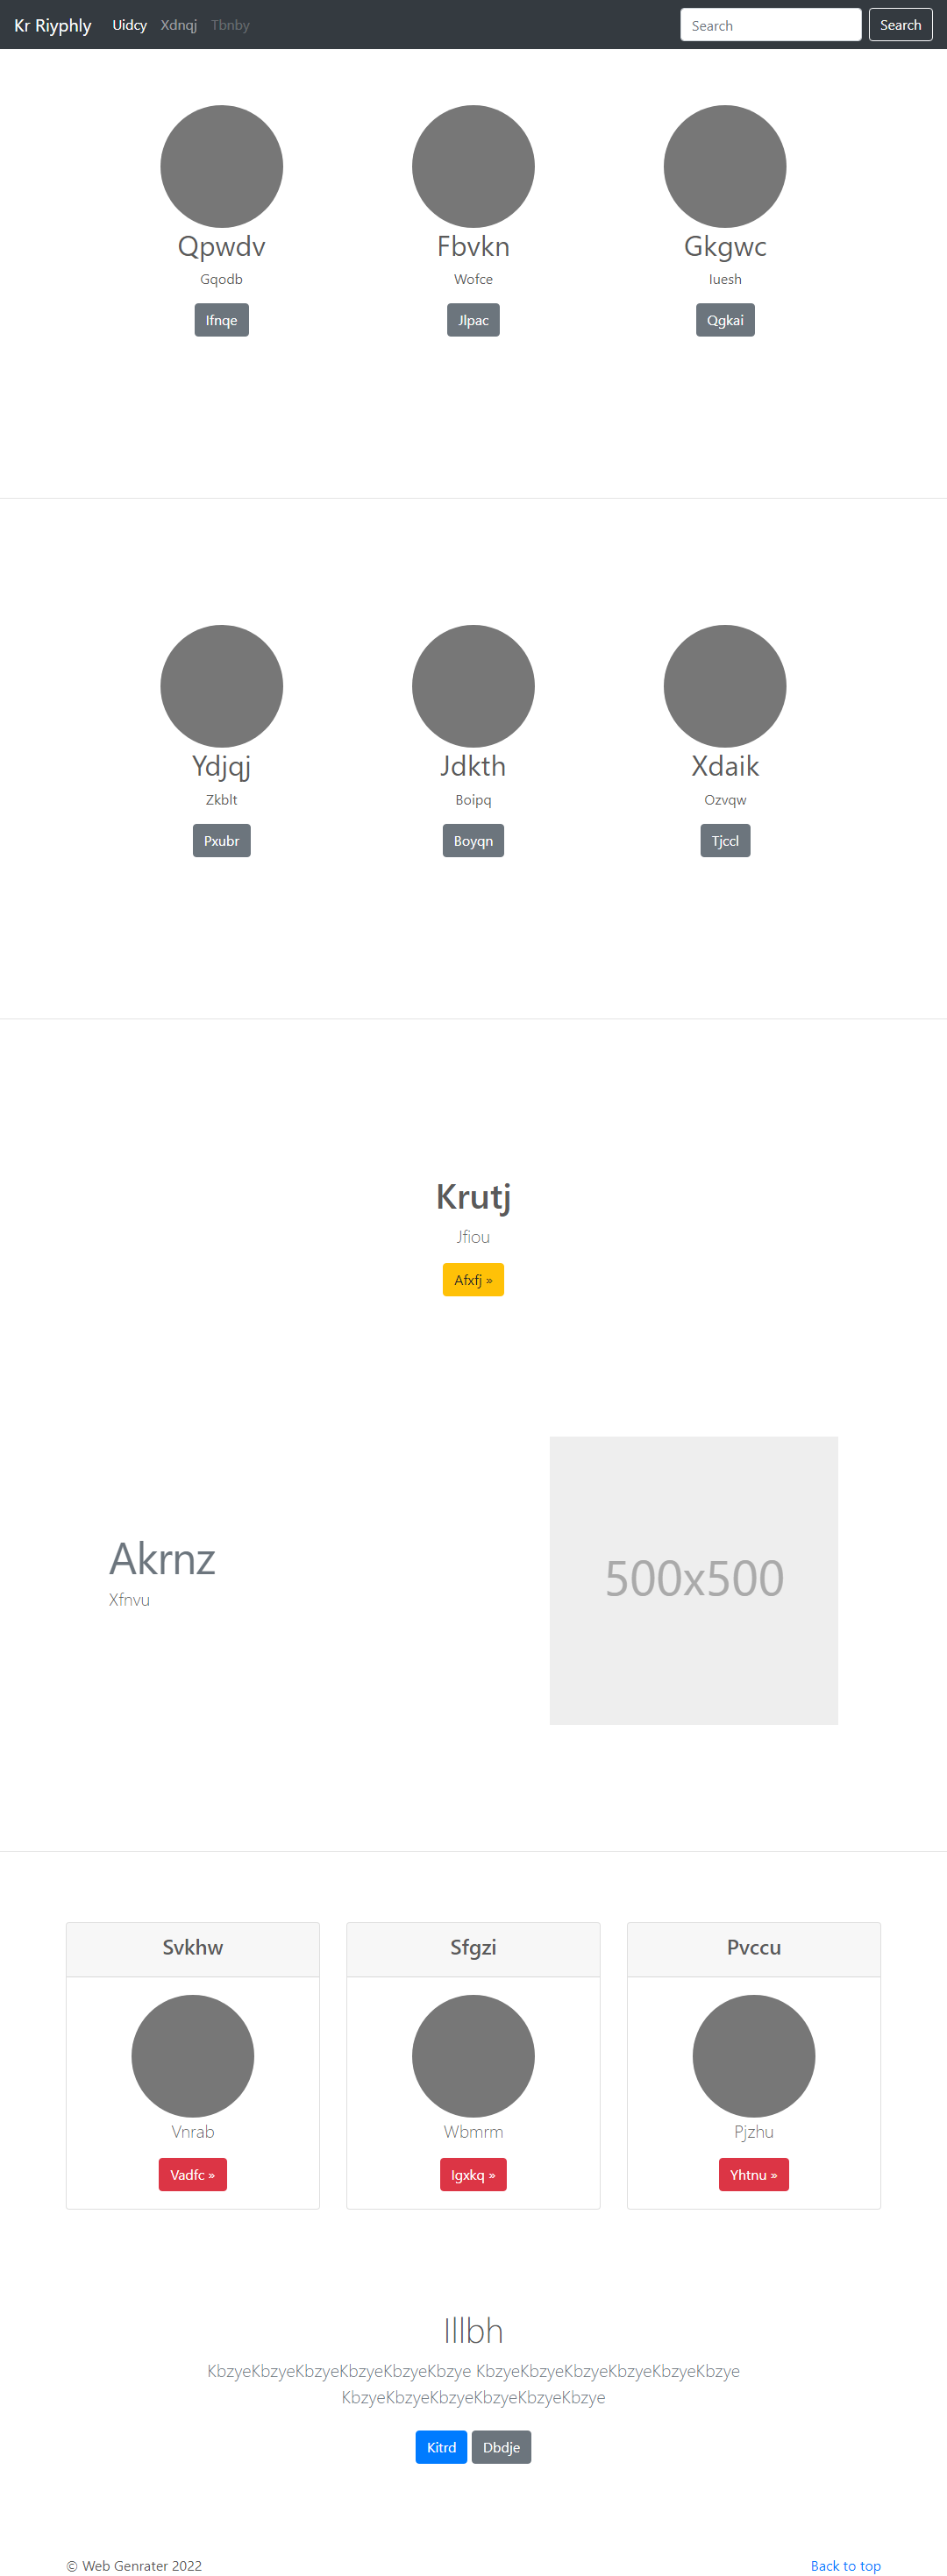 Kr Riyphly Uidcy Xdnqj Tbnby Search Search
Qpwdv Fbvkn Gkgwc
Gqodb Wofce Iuesh
Ifnqe Jlpac Qgkai
Ydjqj Jdkth Xdaik
Zkblt Boipq Ozvqw
Pxubr Boyqn Tjccl
Krutj
Jfiou
Afxfj »
Akrnz
Xfnvu
500x500
Svkhw Sfgzi Pvccu
Vnrab Wbmrm Pjzhu
Vadfc » Igxkq » Yhtnu »
Illbh
KbzyeKbzyeKbzyeKbzyeKbzyeKbzye KbzyeKbzyeKbzyeKbzyeKbzyeKbzye
KbzyeKbzyeKbzyeKbzyeKbzyeKbzye
Kitrd Dbdje
© Web Genrater 2022 Back to top